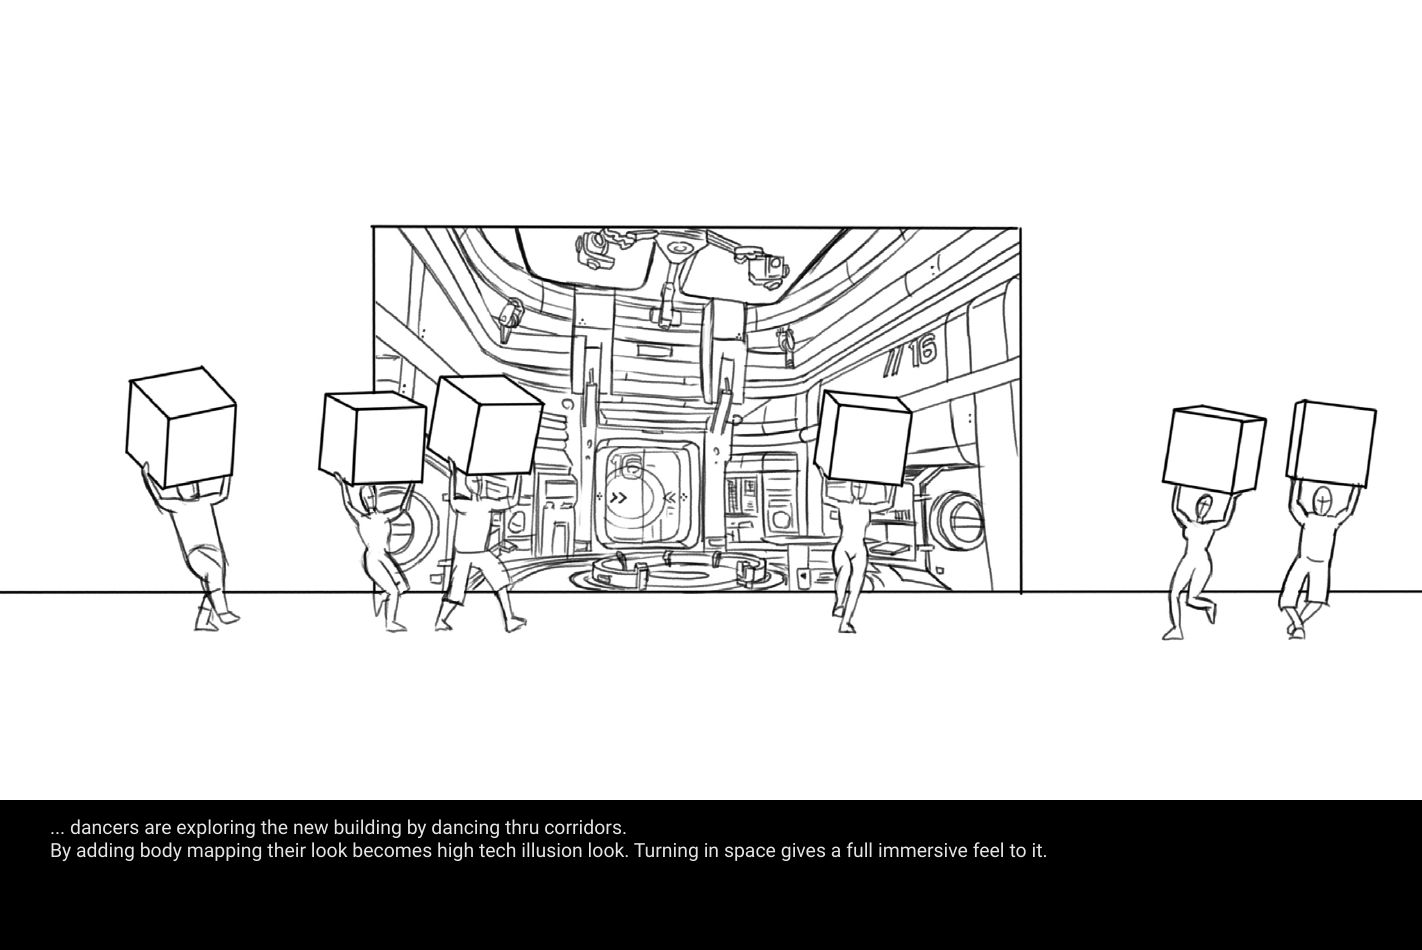 // 16
... dancers are exploring the new building by dancing thru corridors.
By adding body mapping their look becomes high tech illusion look. Turning in space gives a full immersive feel to it.